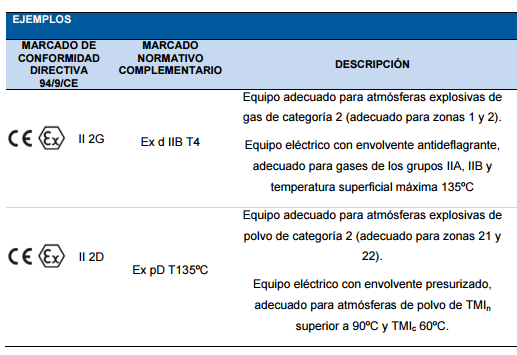 EJEMPLOS
MARCADO DE
CONFORMIDAD
DIRECTIVA
94/9/CE
MARCADO
NORMATIVO
COMPLEMENTARIO
DESCRIPCIÓN
CE Ex II 2G
Ex d IIB T4
Equipo adecuado para atmósferas explosivas de
gas de categoría 2 (adecuado para zonas 1 y 2).
Equipo eléctrico con envolvente antideflagrante,
adecuado para gases de los grupos IIA, IIB y
temperatura superficial máxima 135ºC
CE Ex II 2D
Ex pD T135ºC
Equipo adecuado para atmósferas explosivas de
polvo de categoría 2 (adecuado para zonas 21 y
22).
Equipo eléctrico con envolvente presurizado,
adecuado para atmósferas de polvo de TMIn
superior a 90ºC y TMIc 60ºC.